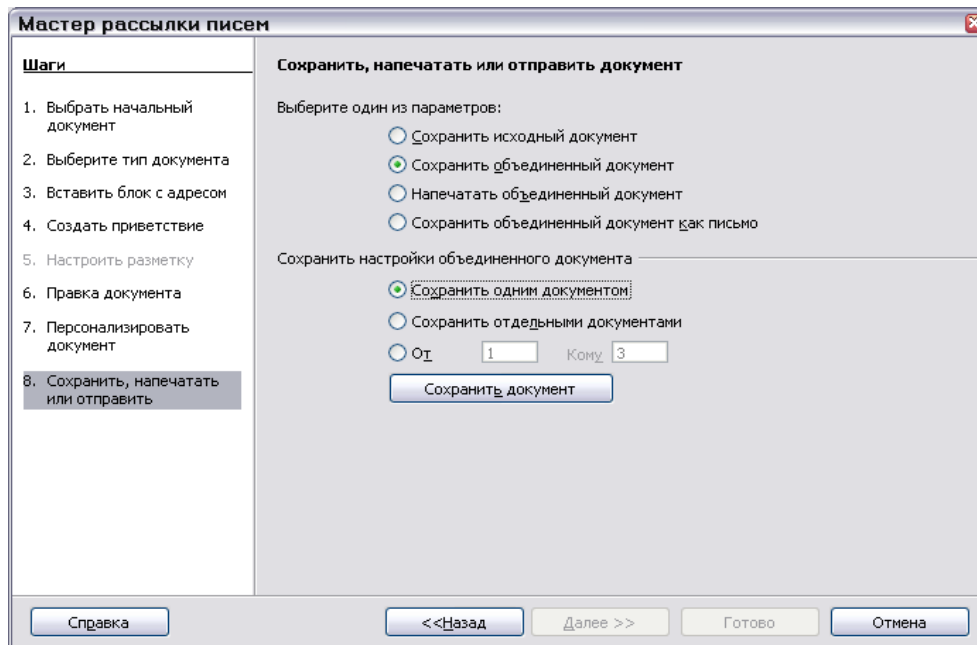 Мастер рассылки писем
Шаги
1. Выбрать начальный
документ
2. Выберите тип документа
3. Вставить блок с адресом
4. Создать приветствие
5. Настроить разметку
6. Правка документа
7. Персонализировать
документ
8. Сохранить, напечатать
или отправить
Сохранить, напечатать или отправить документ
Выберите один из параметров:
Сохранить исходный документ
Сохранить объединенный документ
Напечатать объединенный документ
Сохранить объединенный документ как письмо
Сохранить настройки объединенного документа
Сохранить одним документом
Сохранить отдельными документами
От 1 Кому 3
Сохранить документ
Справка <<Назад Далее >> Готово Отмена